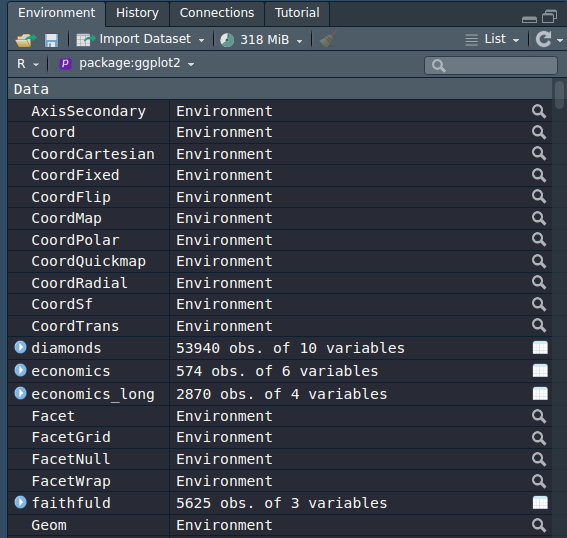 Environment History Connections Tutorial
Import Dataset 318 MiB List
R package:ggplot2
Data
AxisSecondary Environment
Coord Environment
CoordCartesian Environment
CoordFixed Environment
CoordFlip Environment
CoordMap Environment
CoordPolar Environment
CoordQuickmap Environment
CoordRadial Environment
CoordSf Environment
CoordTrans Environment
diamonds 53940 obs. of 10 variables
economics 574 obs. of 6 variables
economics_long 2870 obs. of 4 variables
Facet Environment
FacetGrid Environment
FacetNull Environment
FacetWrap Environment
faithfuld 5625 obs. of 3 variables
Geom Environment